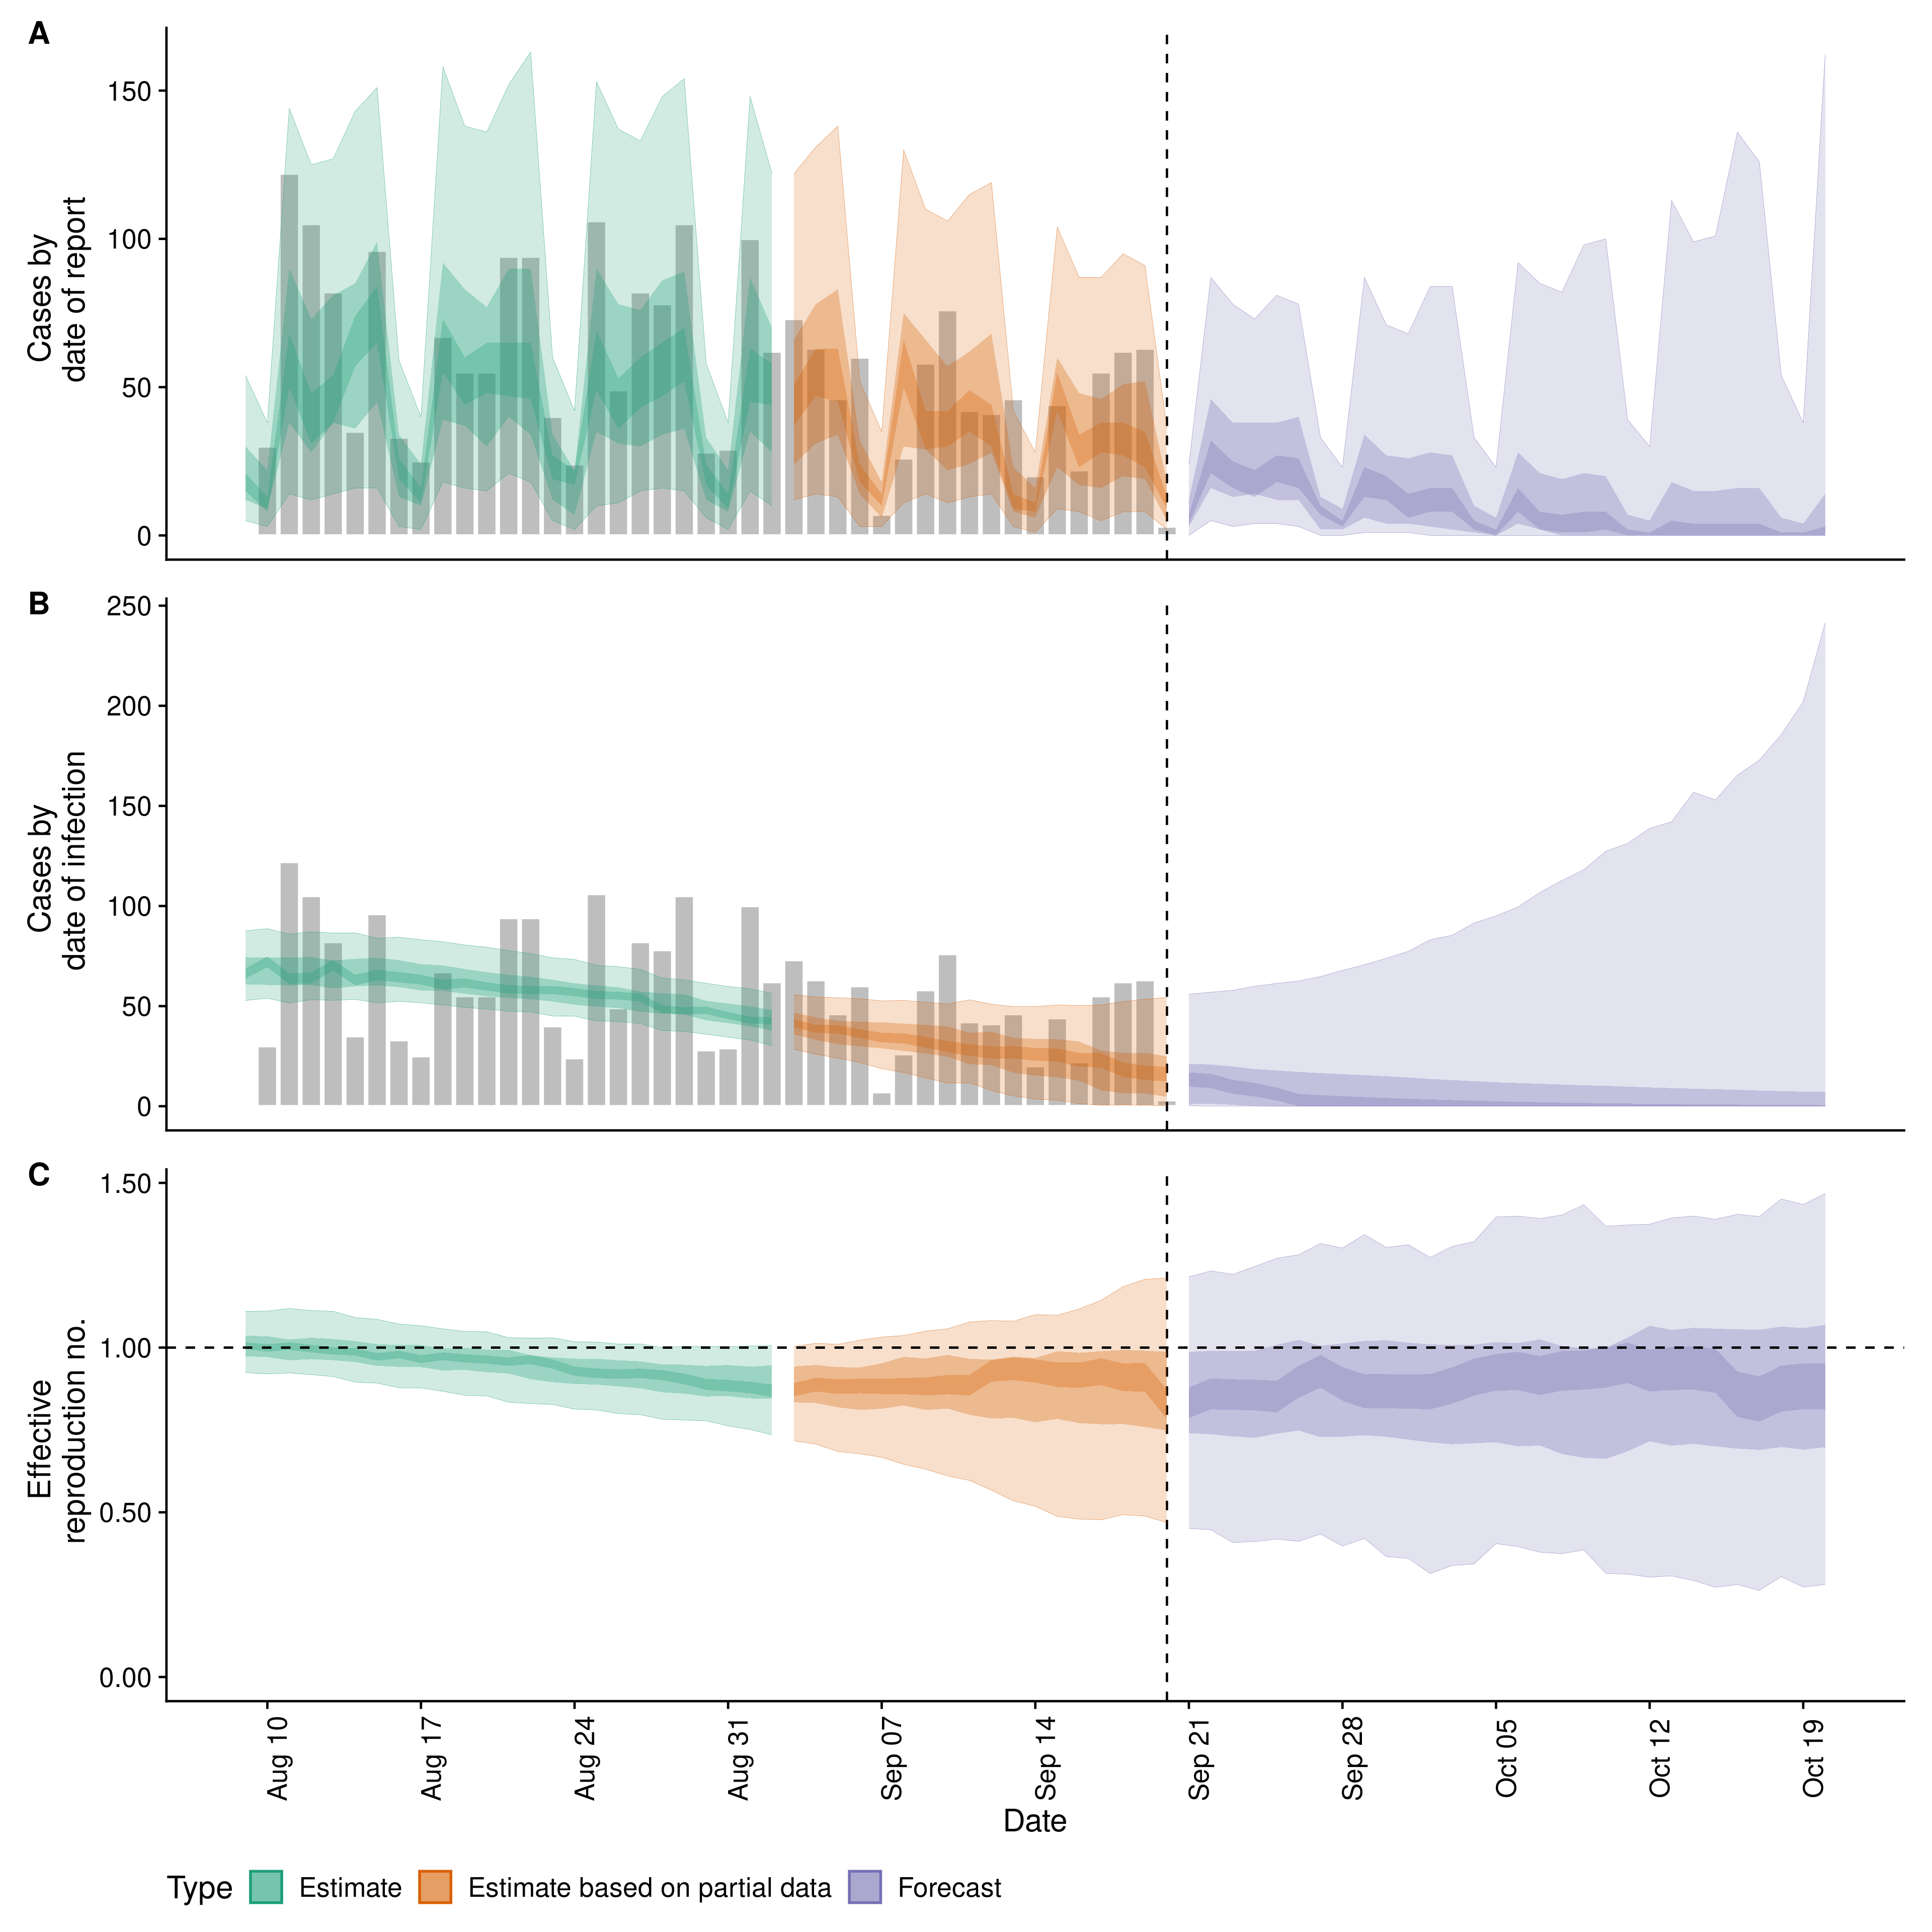 A
Cases by
date of report
150
100
50
0
B
Cases by
date of infection
250
200
150
100
50
0
C
Effective
reproduction no.
1.50
1.00
0.50
0.00
Aug 10
Aug 17
Aug 24
Aug 31
Sep 07
Sep 14
Sep 21
Sep 28
Oct 05
Oct 12
Oct 19
Date
Type Estimate Estimate based on partial data Forecast